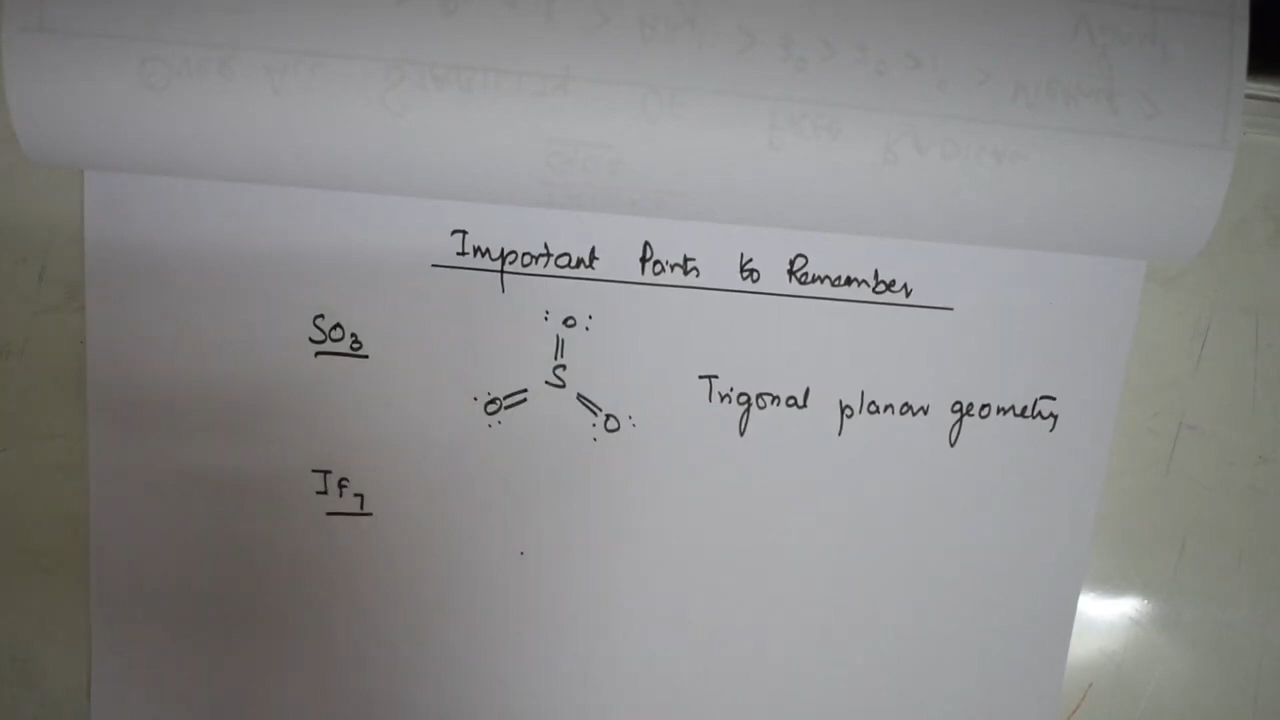 Important Points to Remember
SO3
:O:
||
S
O= =O
Trigonal planar geometry
If7